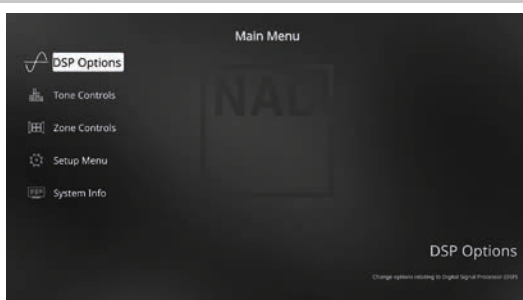 Main Menu
DSP Options
Tone Controls
Zone Controls
Setup Menu
System Info
NAD
DSP Options
Change options relating to Digital Signal Processor (DSP)